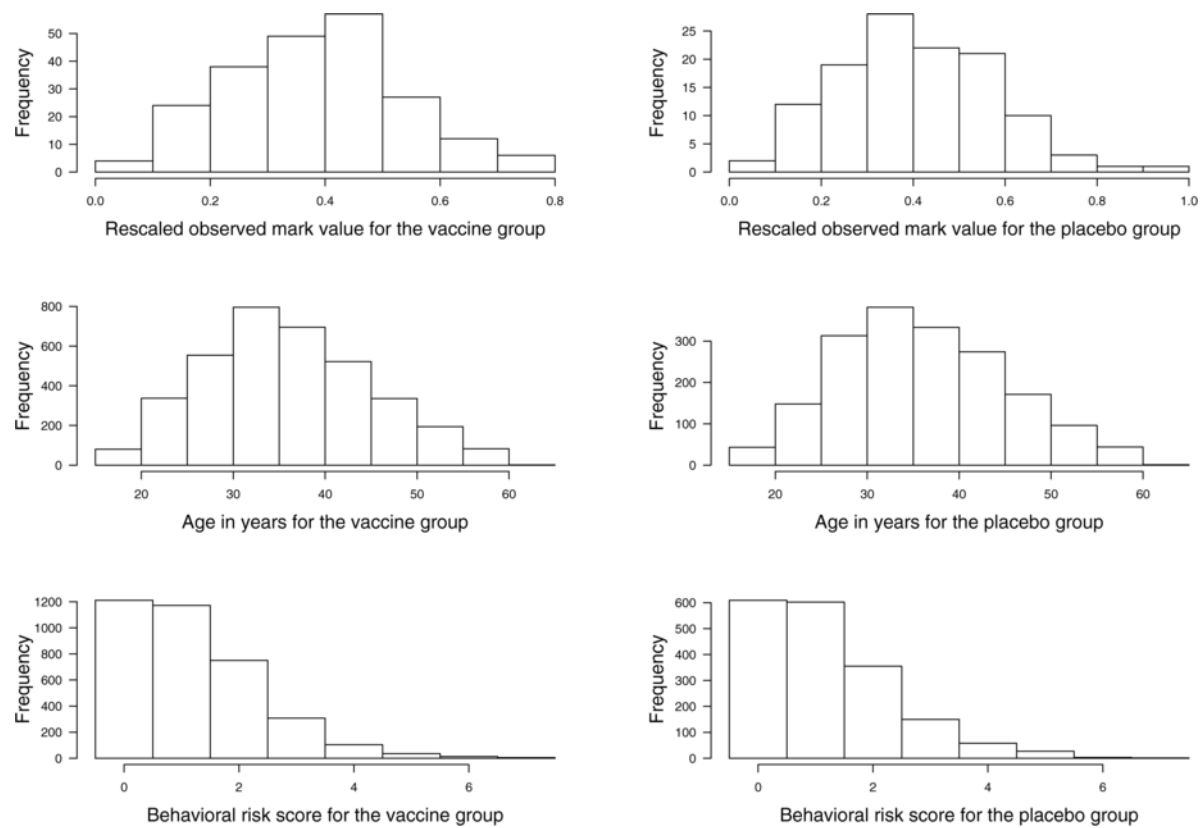 Frequency
50
40
30
20
10
0
0.0 0.2 0.4 0.6 0.8
Rescaled observed mark value for the vaccine group
Frequency
25
20
15
10
5
0
0.0 0.2 0.4 0.6 0.8 1.0
Rescaled observed mark value for the placebo group
Frequency
800
600
400
200
0
20 30 40 50 60
Age in years for the vaccine group
Frequency
300
200
100
0
20 30 40 50 60
Age in years for the placebo group
Frequency
1200
1000
800
600
400
200
0
0 2 4 6
Behavioral risk score for the vaccine group
Frequency
600
500
400
300
200
100
0
0 2 4 6
Behavioral risk score for the placebo group